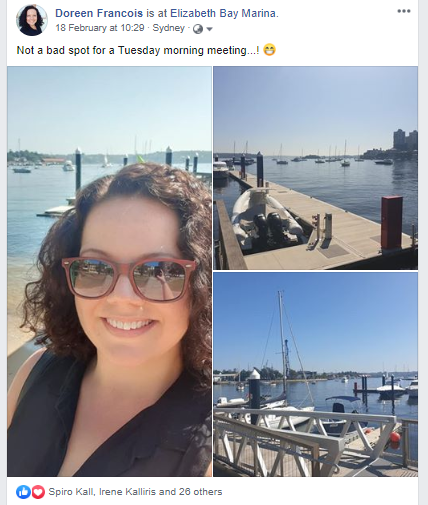 Doreen Francois is at Elizabeth Bay Marina.
18 February at 10:29 · Sydney ·
Not a bad spot for a Tuesday morning meeting...! 😁
Spiro Kall, Irene Kalliris and 26 others